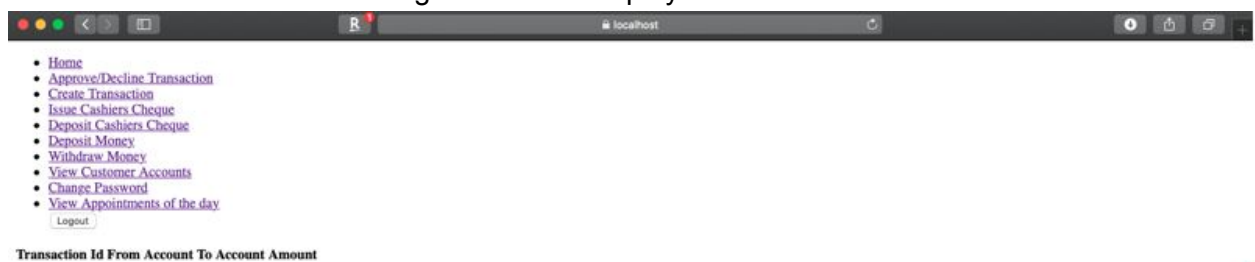 localhost
Home
Approve/Decline Transaction
Create Transaction
Issue Cashiers Cheque
Deposit Cashiers Cheque
Deposit Money
Withdraw Money
View Customer Accounts
Change Password
View Appointments of the day
Logout
Transaction Id From Account To Account Amount